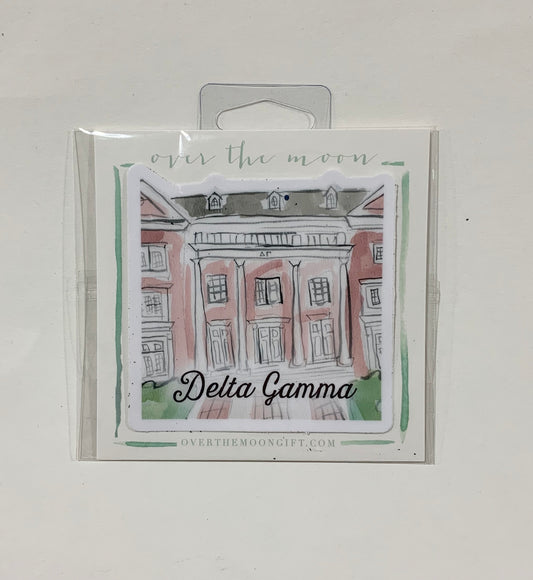 over the moon
ΔΓ
Delta Gamma
OVERTHEMOONGIFT.COM